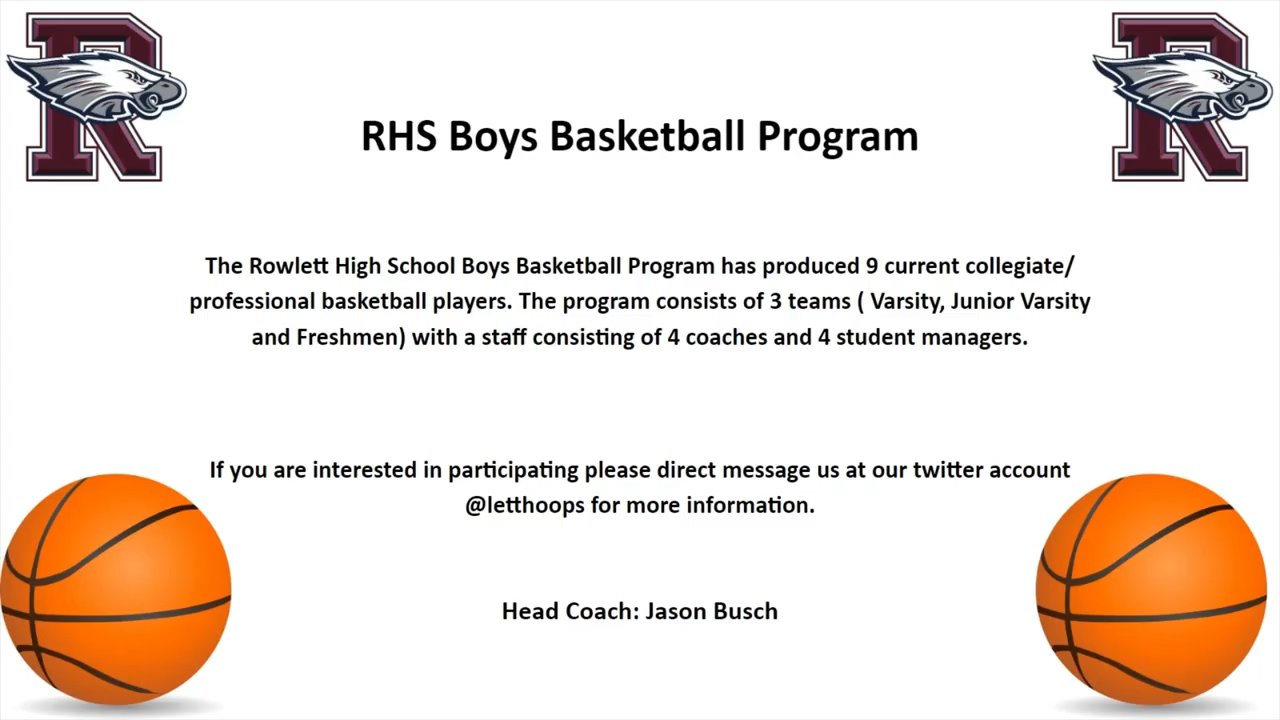 RHS Boys Basketball Program
The Rowlett High School Boys Basketball Program has produced 9 current collegiate/
professional basketball players. The program consists of 3 teams ( Varsity, Junior Varsity
and Freshmen) with a staff consisting of 4 coaches and 4 student managers.
If you are interested in participating please direct message us at our twitter account
@letthoops for more information.
Head Coach: Jason Busch
R
R